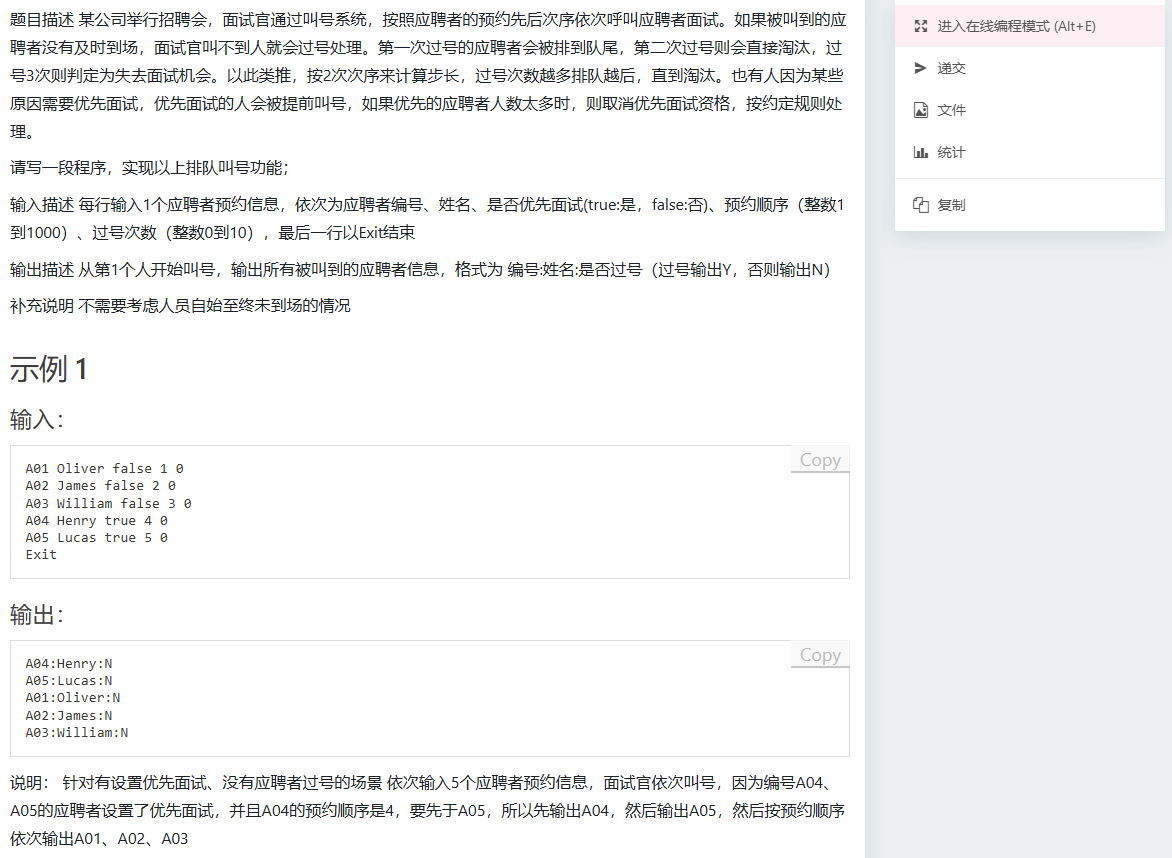 题目描述 某公司举行招聘会，面试官通过叫号系统，按照应聘者的预约先后次序依次呼叫应聘者面试。如果被叫到的应
聘者没有及时到场，面试官叫不到人就会过号处理。第一次过号的应聘者会被排到队尾，第二次过号则会直接淘汰，过
号3次则判定为失去面试机会。以此类推，按2次次序来计算步长，过号次数越多排队越后，直到淘汰。也有人因为某些
原因需要优先面试，优先面试的人会被提前叫号，如果优先的应聘者人数太多时，则取消优先面试资格，按约定规则处
理。
请写一段程序，实现以上排队叫号功能；
输入描述 每行输入1个应聘者预约信息，依次为应聘者编号、姓名、是否优先面试(true:是，false:否)、预约顺序（整数1
到1000）、过号次数（整数0到10），最后一行以Exit结束
输出描述 从第1个人开始叫号，输出所有被叫到的应聘者信息，格式为 编号:姓名:是否过号（过号输出Y，否则输出N）
补充说明 不需要考虑人员自始至终未到场的情况
示例 1
输入：
Copy
A01 Oliver false 1 0
A02 James false 2 0
A03 William false 3 0
A04 Henry true 4 0
A05 Lucas true 5 0
Exit
输出：
Copy
A04:Henry:N
A05:Lucas:N
A01:Oliver:N
A02:James:N
A03:William:N
说明： 针对有设置优先面试、没有应聘者过号的场景 依次输入5个应聘者预约信息，面试官依次叫号，因为编号A04、
A05的应聘者设置了优先面试，并且A04的预约顺序是4，要先于A05，所以先输出A04，然后输出A05，然后按预约顺序
依次输出A01、A02、A03
进入在线编程模式 (Alt+E)
递交
文件
统计
复制